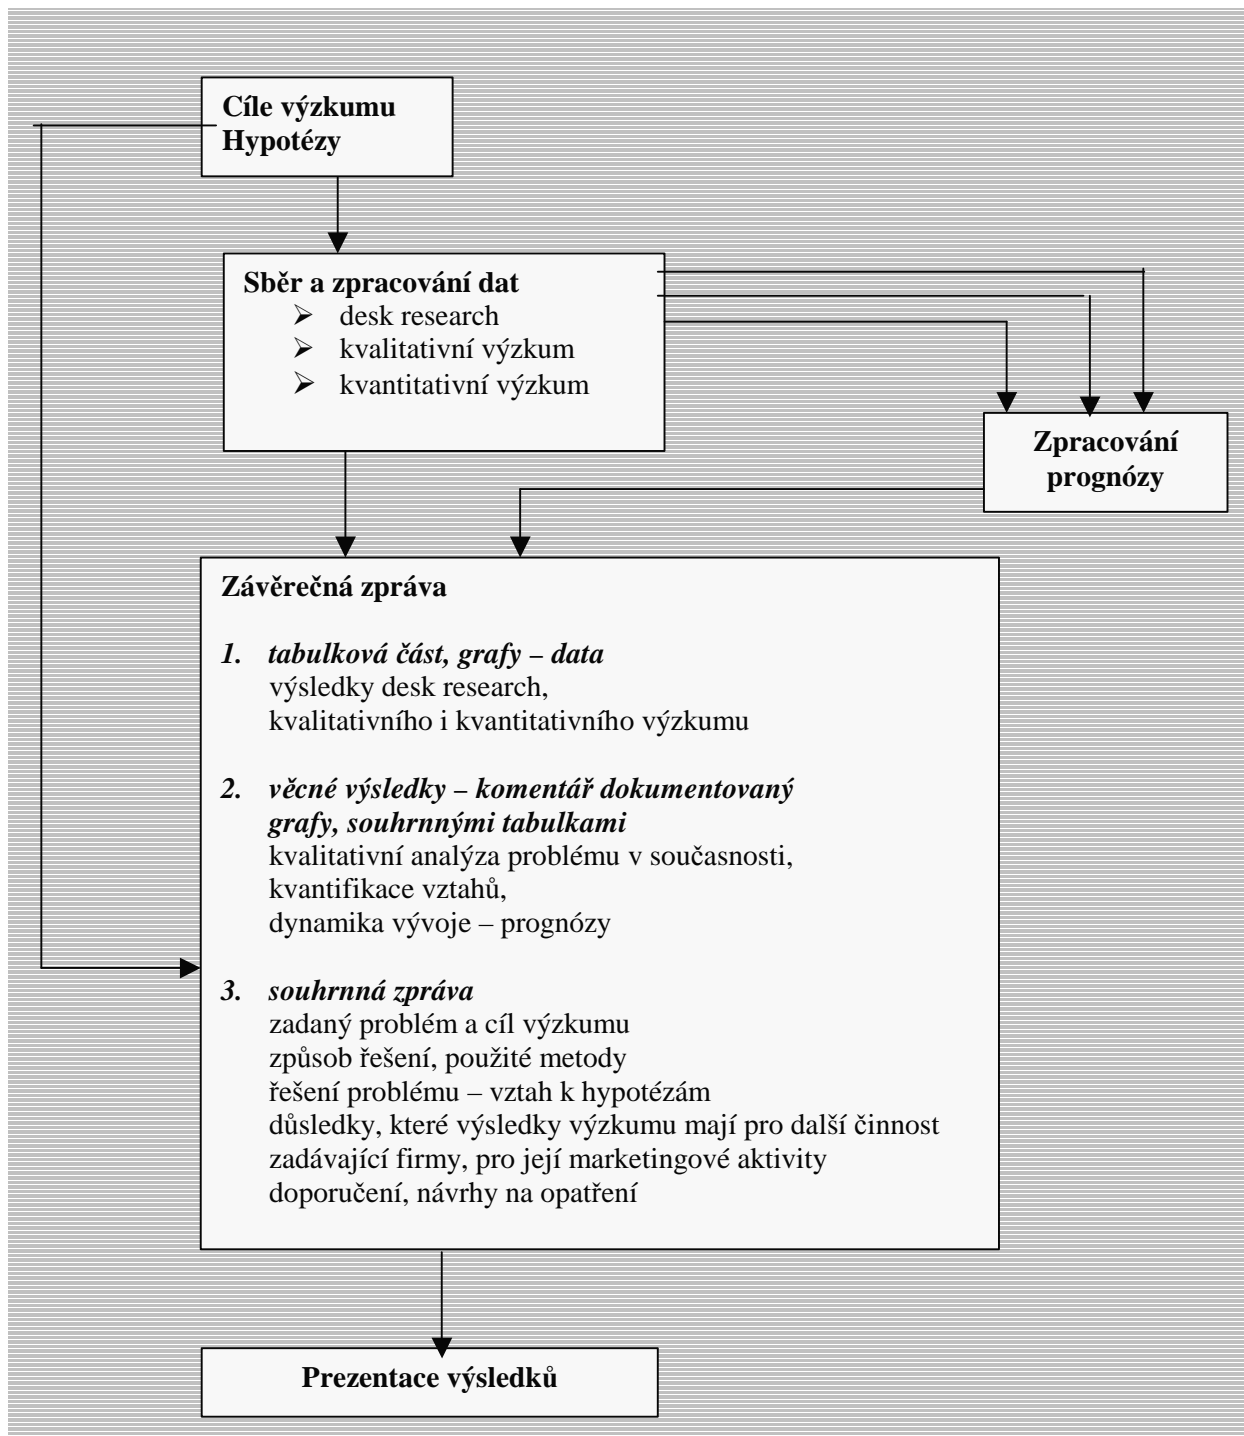 Cíle výzkumu
Hypotézy
Sběr a zpracování dat
➢ desk research
➢ kvalitativní výzkum
➢ kvantitativní výzkum
Zpracování
prognózy
Závěrečná zpráva
1. tabulková část, grafy – data
výsledky desk research,
kvalitativního i kvantitativního výzkumu
2. věcné výsledky – komentář dokumentovaný
grafy, souhrnnými tabulkami
kvalitativní analýza problému v současnosti,
kvantifikace vztahů,
dynamika vývoje – prognózy
3. souhrnná zpráva
zadaný problém a cíl výzkumu
způsob řešení, použité metody
řešení problému – vztah k hypotézám
důsledky, které výsledky výzkumu mají pro další činnost
zadávající firmy, pro její marketingové aktivity
doporučení, návrhy na opatření
Prezentace výsledků